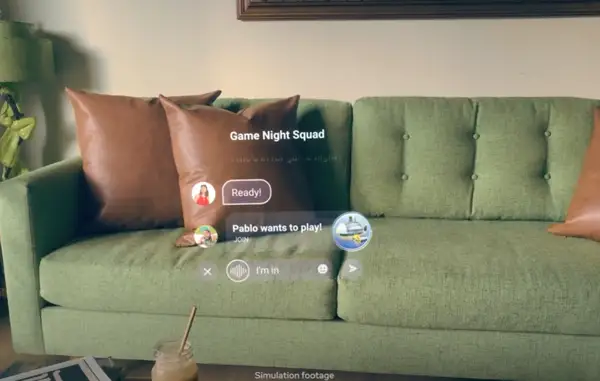 Game Night Squad
Ready!
Pablo wants to play!
JOIN
I'm in
Simulation footage